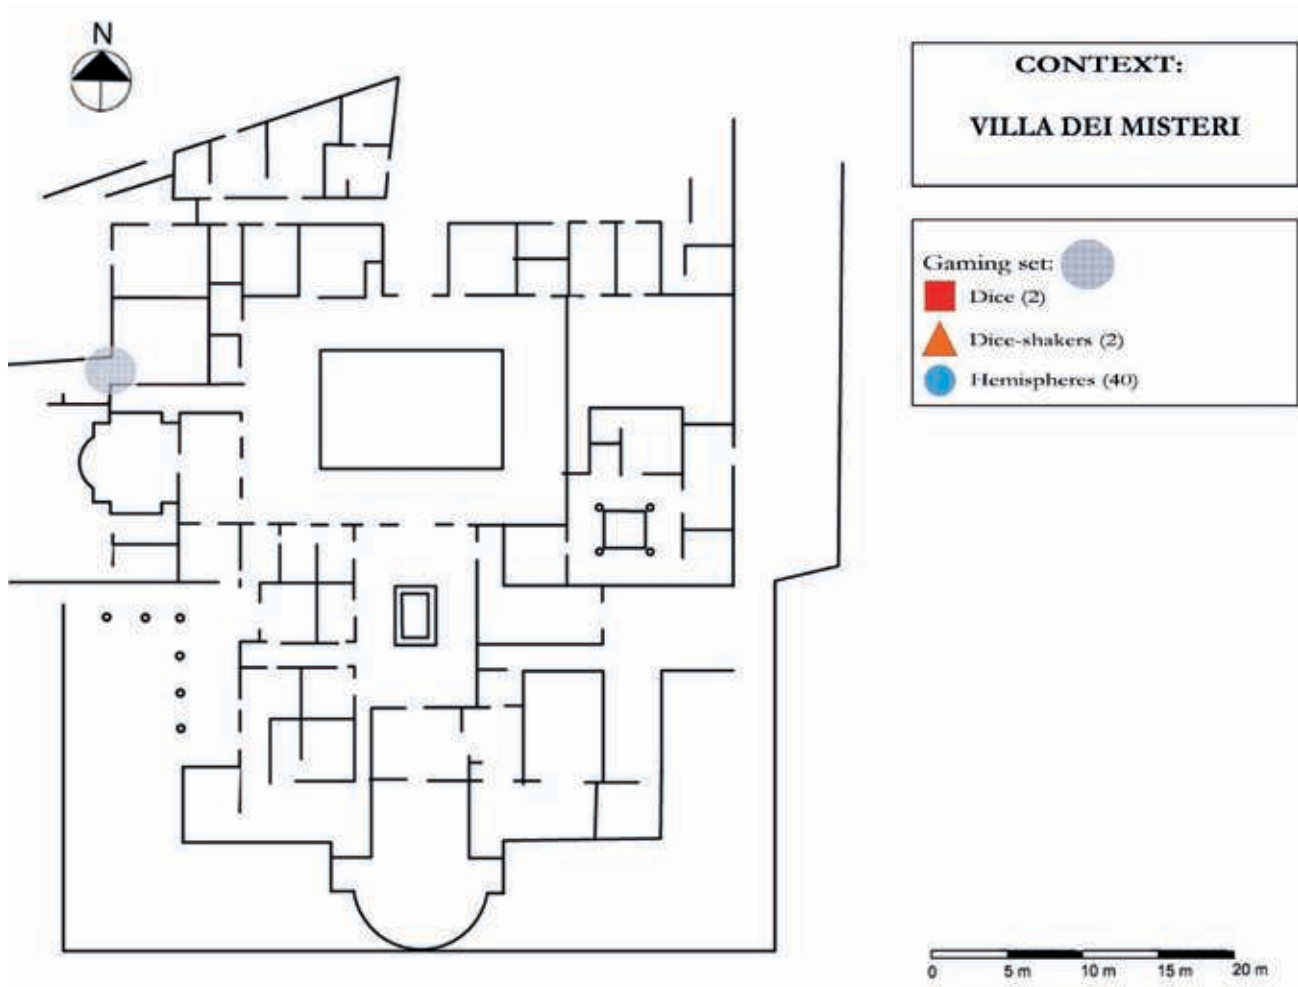 N
CONTEXT:
VILLA DEI MISTERI
Gaming set:
Dice (2)
Dice-shakers (2)
Hemispheres (40)
0 5 m 10 m 15 m 20 m